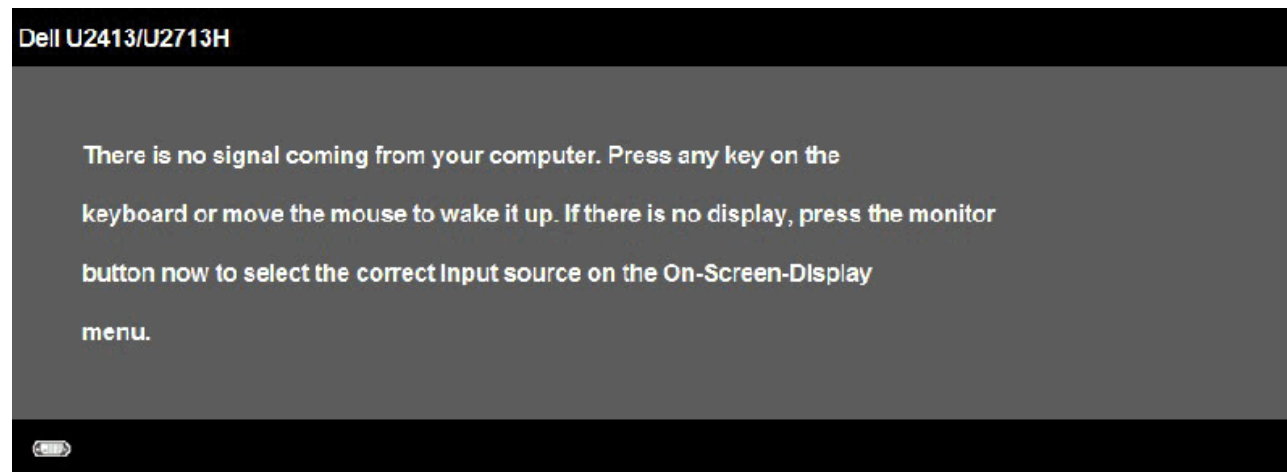 Dell U2413/U2713H
There is no signal coming from your computer. Press any key on the
keyboard or move the mouse to wake it up. If there is no display, press the monitor
button now to select the correct input source on the On-Screen-Display
menu.